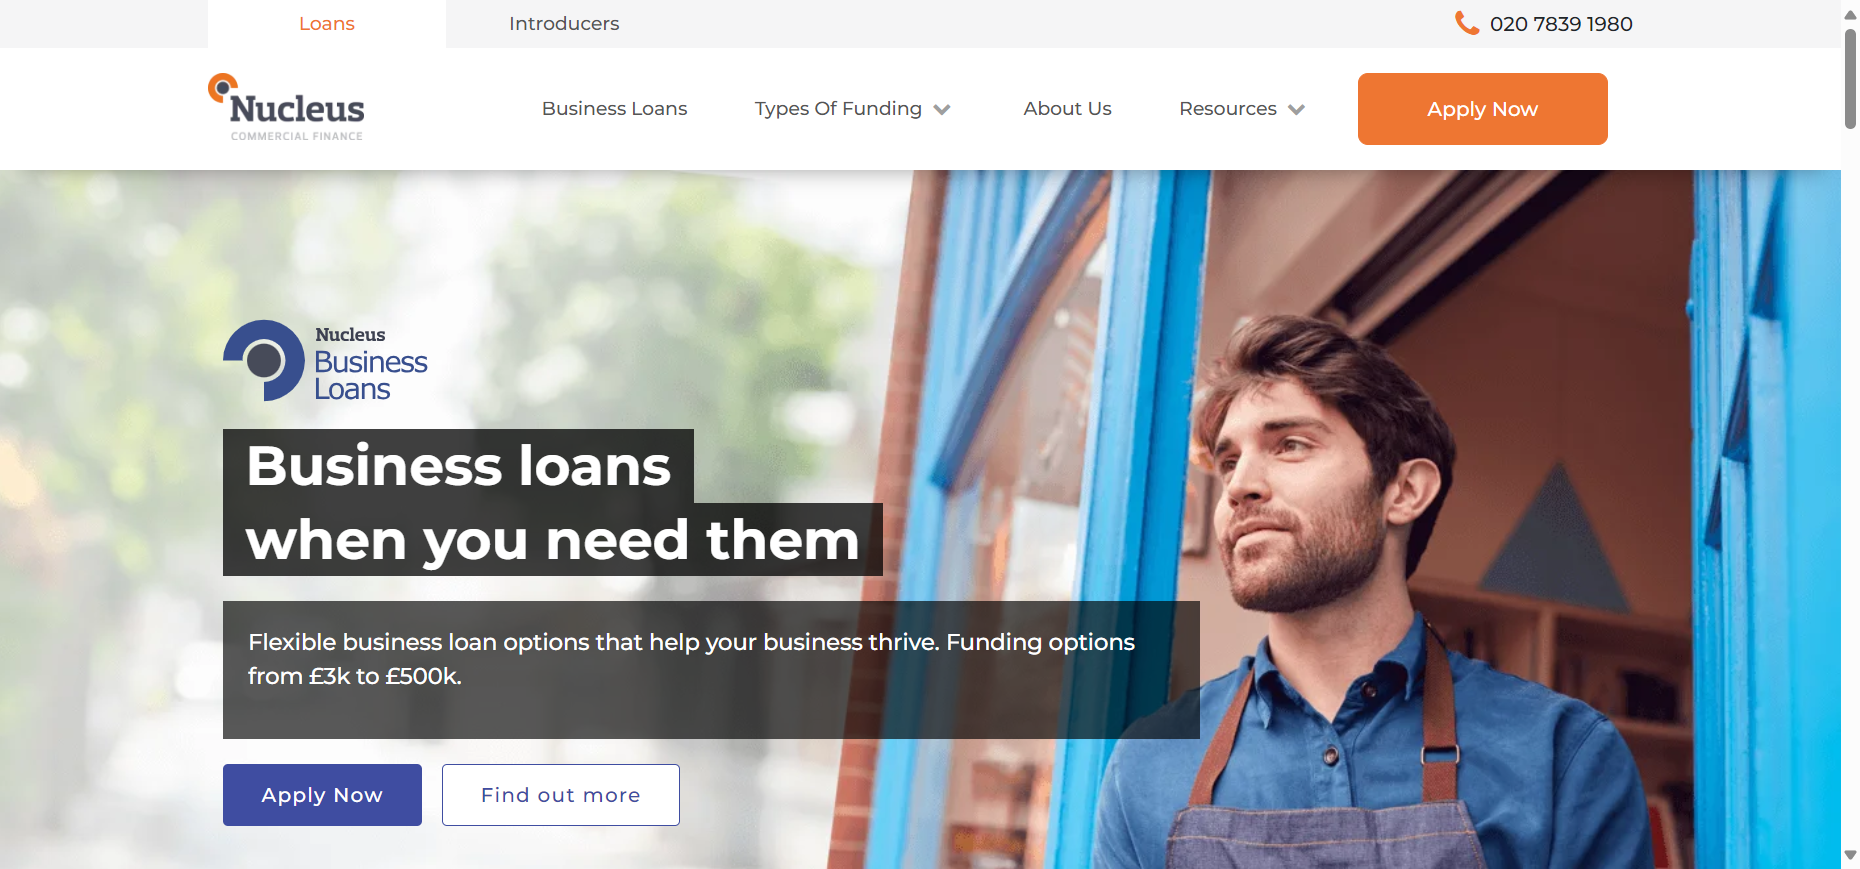 Loans
Introducers
020 7839 1980
Nucleus
COMMERCIAL FINANCE
Business Loans
Types Of Funding
About Us
Resources
Apply Now
Nucleus
Business
Loans
Business loans
when you need them
Flexible business loan options that help your business thrive. Funding options
from £3k to £500k.
Apply Now
Find out more